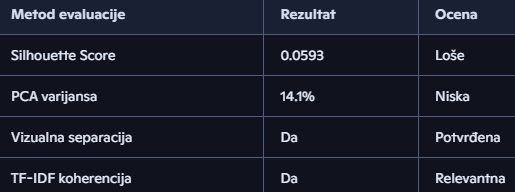 Metod evaluacije Rezultat Ocena
Silhouette Score 0.0593 Loše
PCA varijansa 14.1% Niska
Vizualna separacija Da Potvrđena
TF-IDF koherencija Da Relevantna